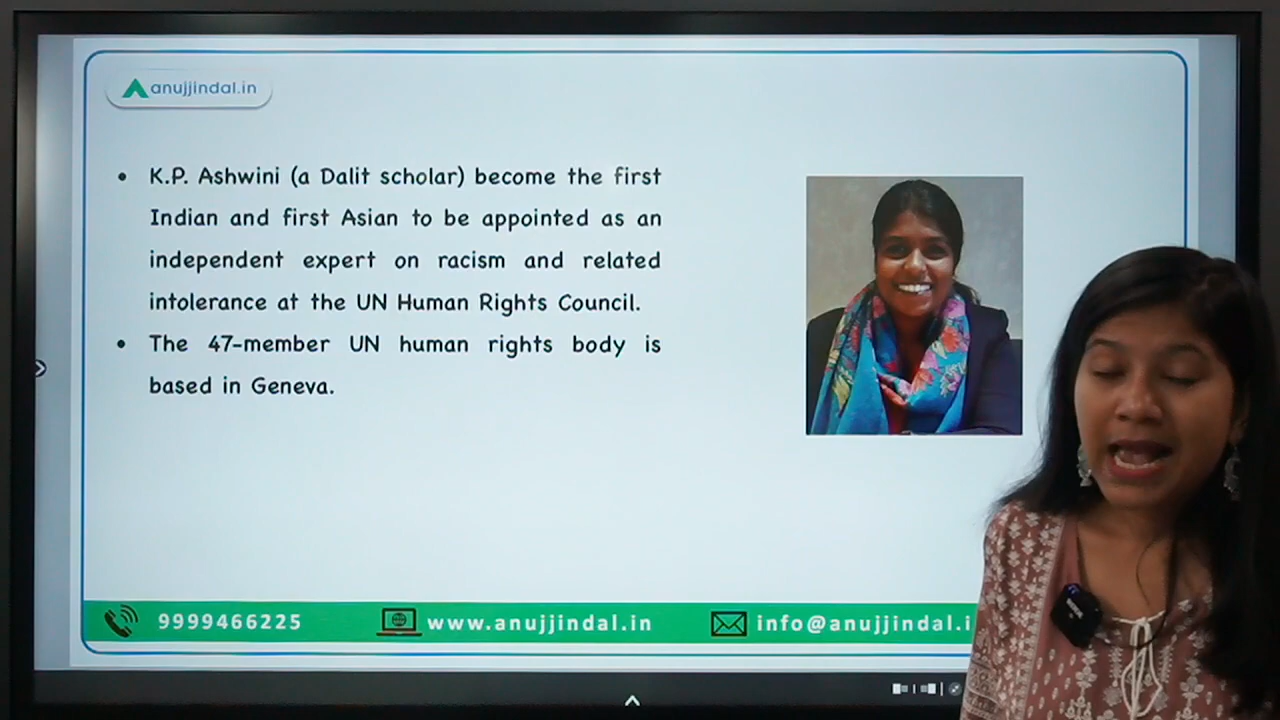 anujjindal.in
• K.P. Ashwini (a Dalit scholar) become the first
Indian and first Asian to be appointed as an
independent expert on racism and related
intolerance at the UN Human Rights Council.
• The 47-member UN human rights body is
based in Geneva.
9999466225
www.anujjindal.in
info@anujjindal.i